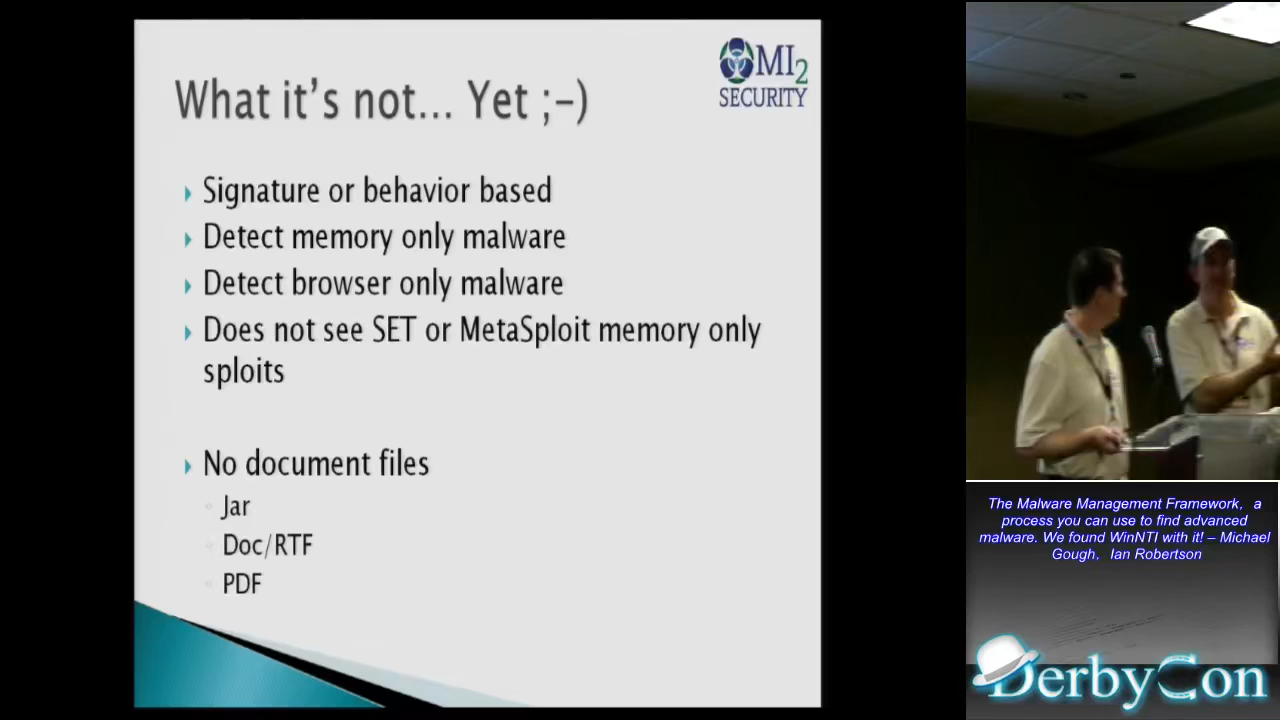 What it's not... Yet ;-)
MI2
SECURITY
Signature or behavior based
Detect memory only malware
Detect browser only malware
Does not see SET or MetaSploit memory only
sploits
No document files
Jar
Doc/RTF
PDF
The Malware Management Framework, a
process you can use to find advanced
malware. We found WinNTI with it! – Michael
Gough, Ian Robertson
DerbyCon